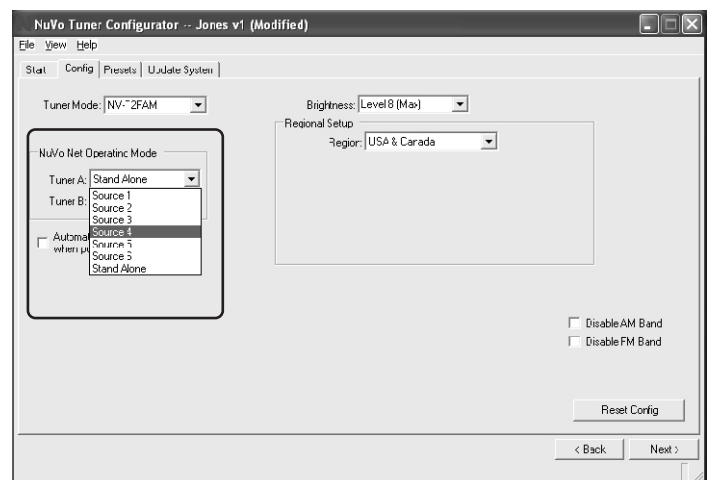 NuVo Tuner Configurator -- Jones v1 (Modified)
File View Help
Start Config Presets Update System
Tuner Mode: NV-T2FAM
Brightness: Level 8 (Max)
Regional Setup
Region: USA & Canada
NuVo Net Operating Mode
Tuner A: Stand Alone
Tuner B:
Source 1
Source 2
Source 3
Source 4
Source 5
Source 6
Stand Alone
when
Disable AM Band
Disable FM Band
Reset Config
< Back Next >